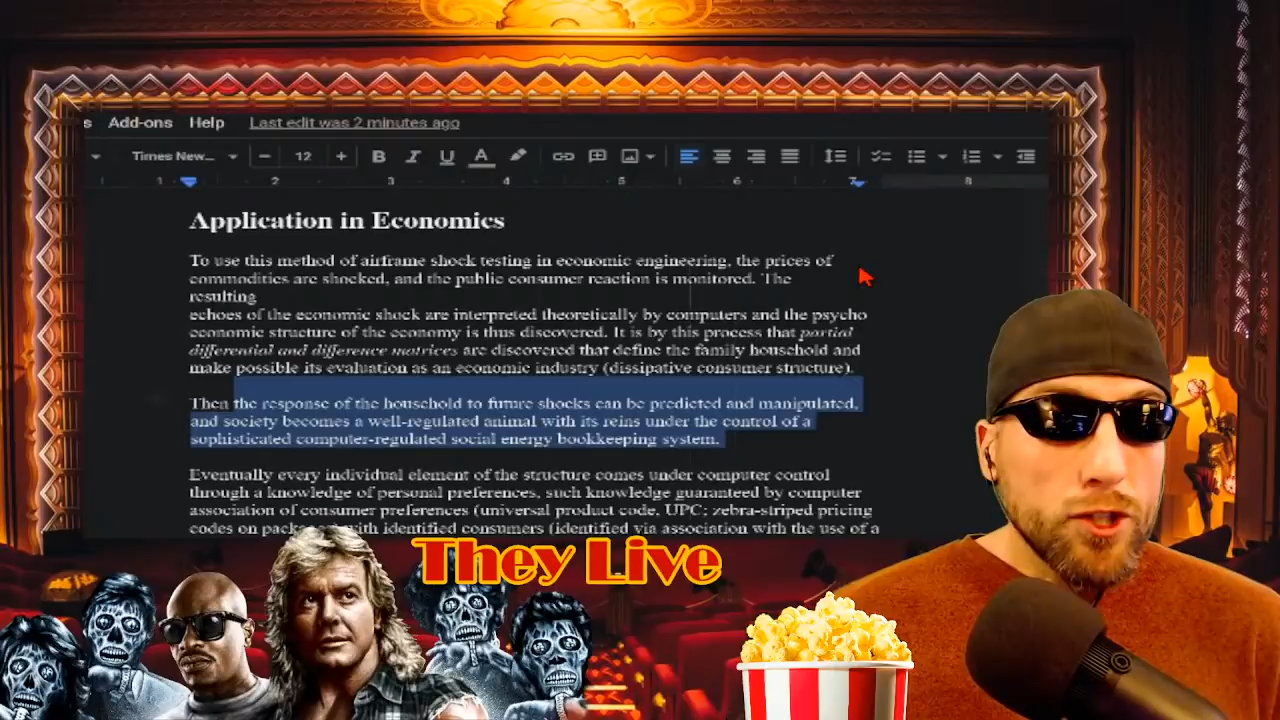 s Add-ons Help Last edit was 2 minutes ago
Times New... 12
1 2 3 4 5 6 7 8
Application in Economics
To use this method of airframe shock testing in economic engineering, the prices of
commodities are shocked, and the public consumer reaction is monitored. The
resulting
echoes of the economic shock are interpreted theoretically by computers and the psycho
economic structure of the economy is thus discovered. It is by this process that partial
differential and difference matrices are discovered that define the family household and
make possible its evaluation as an economic industry (dissipative consumer structure).
Then the response of the household to future shocks can be predicted and manipulated,
and society becomes a well-regulated animal with its reins under the control of a
sophisticated computer-regulated social energy bookkeeping system.
Eventually every individual element of the structure comes under computer control
through a knowledge of personal preferences, such knowledge guaranteed by computer
association of consumer preferences (universal product code, UPC; zebra-striped pricing
codes on with identified consumers (identified via association with the use of a
They Live